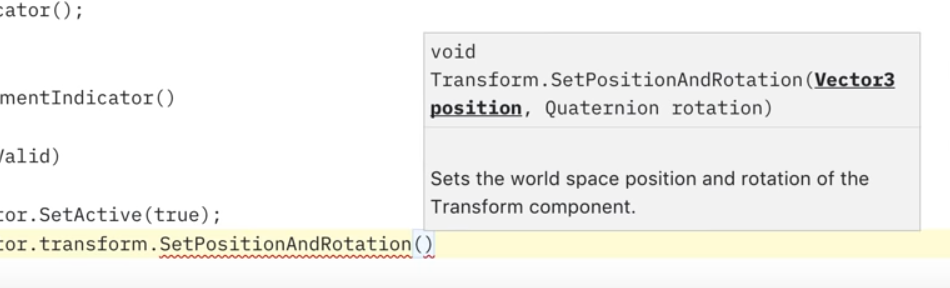 cator();
void
Transform.SetPositionAndRotation(Vector3
position, Quaternion rotation)
mentIndicator()
Valid)
Sets the world space position and rotation of the
Transform component.
tor.SetActive(true);
tor.transform.SetPositionAndRotation()